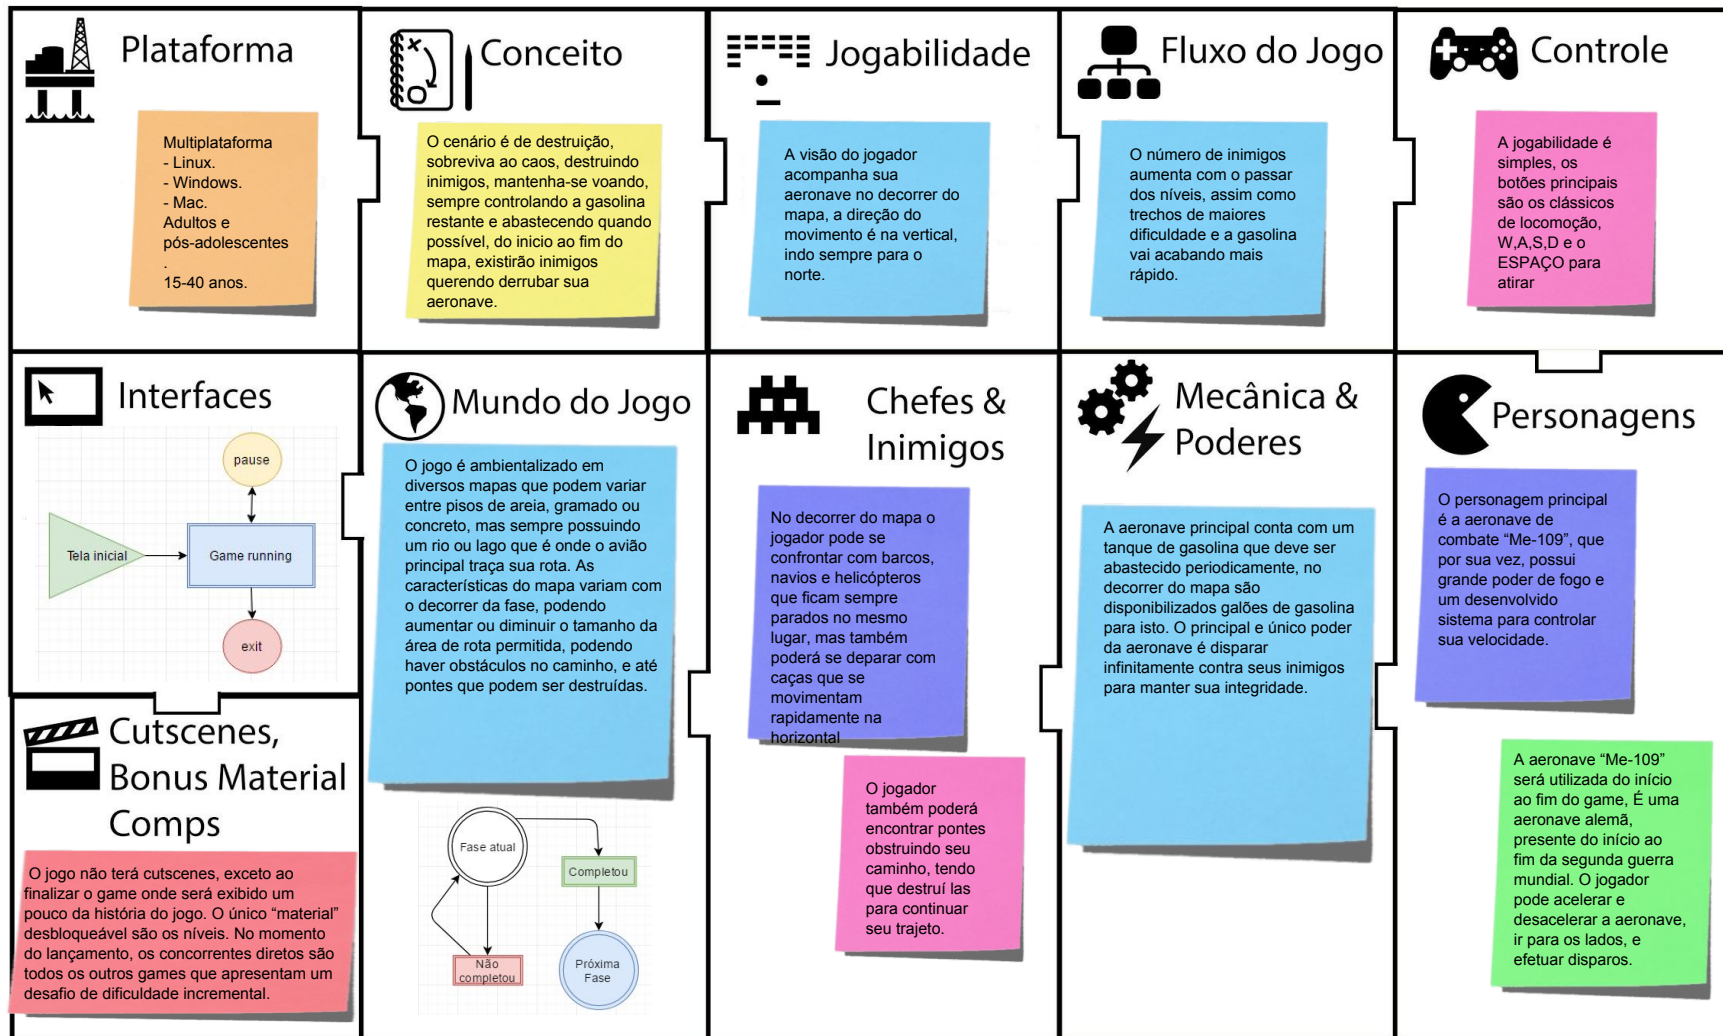 Plataforma
Multiplataforma
- Linux.
- Windows.
- Mac.
Adultos e
pós-adolescentes
.
15-40 anos.
Conceito
O cenário é de destruição,
sobreviva ao caos, destruindo
inimigos, mantenha-se voando,
sempre controlando a gasolina
restante e abastecendo quando
possível, do inicio ao fim do
mapa, existirão inimigos
querendo derrubar sua
aeronave.
Jogabilidade
A visão do jogador
acompanha sua
aeronave no decorrer do
mapa, a direção do
movimento é na vertical,
indo sempre para o
norte.
Fluxo do Jogo
O número de inimigos
aumenta com o passar
dos níveis, assim como
trechos de maiores
dificuldade e a gasolina
vai acabando mais
rápido.
Controle
A jogabilidade é
simples, os
botões principais
são os clássicos
de locomoção,
W,A,S,D e o
ESPAÇO para
atirar
Interfaces
pause
Tela inicial
Game running
exit
Mundo do Jogo
O jogo é ambientalizado em
diversos mapas que podem variar
entre pisos de areia, gramado ou
concreto, mas sempre possuindo
um rio ou lago que é onde o avião
principal traça sua rota. As
características do mapa variam com
o decorrer da fase, podendo
aumentar ou diminuir o tamanho da
área de rota permitida, podendo
haver obstáculos no caminho, e até
pontes que podem ser destruídas.
Fase atual
Completou
Não
completou
Próxima
Fase
Chefes &
Inimigos
No decorrer do mapa o
jogador pode se
confrontar com barcos,
navios e helicópteros
que ficam sempre
parados no mesmo
lugar, mas também
poderá se deparar com
caças que se
movimentam
rapidamente na
horizontal
O jogador
também poderá
encontrar pontes
obstruindo seu
caminho, tendo
que destruí las
para continuar
seu trajeto.
Mecânica &
Poderes
A aeronave principal conta com um
tanque de gasolina que deve ser
abastecido periodicamente, no
decorrer do mapa são
disponibilizados galões de gasolina
para isto. O principal e único poder
da aeronave é disparar
infinitamente contra seus inimigos
para manter sua integridade.
Personagens
O personagem principal
é a aeronave de
combate “Me-109”, que
por sua vez, possui
grande poder de fogo e
um desenvolvido
sistema para controlar
sua velocidade.
A aeronave “Me-109”
será utilizada do início
ao fim do game, É uma
aeronave alemã,
presente do início ao
fim da segunda guerra
mundial. O jogador
pode acelerar e
desacelerar a aeronave,
ir para os lados, e
efetuar disparos.
Cutscenes,
Bonus Material
Comps
O jogo não terá cutscenes, exceto ao
finalizar o game onde será exibido um
pouco da história do jogo. O único “material”
desbloqueável são os níveis. No momento
do lançamento, os concorrentes diretos são
todos os outros games que apresentam um
desafio de dificuldade incremental.